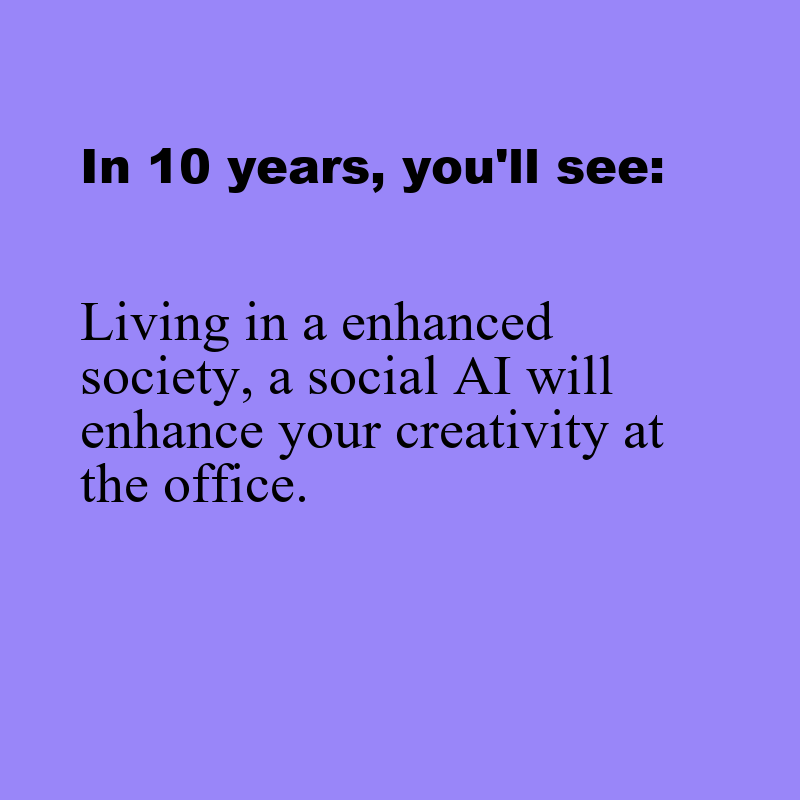 In 10 years, you'll see:
Living in a enhanced
society, a social AI will
enhance your creativity at
the office.